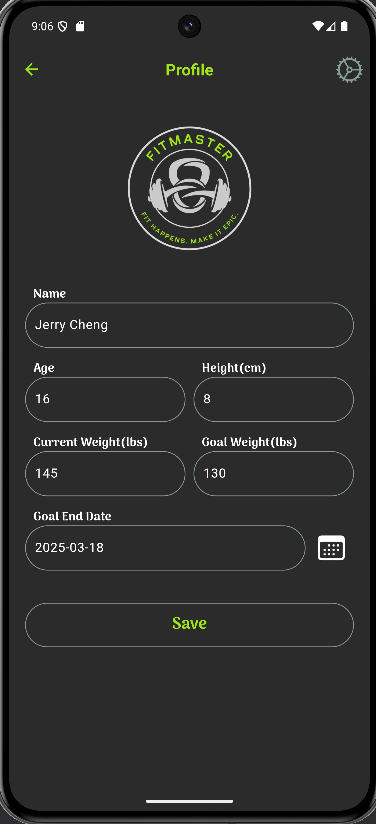 9:06
Profile
FITMASTER
FIT HAPPENS. MAKE IT EPIC.
Name
Jerry Cheng
Age
Height(cm)
16
8
Current Weight(lbs)
Goal Weight(lbs)
145
130
Goal End Date
2025-03-18
Save